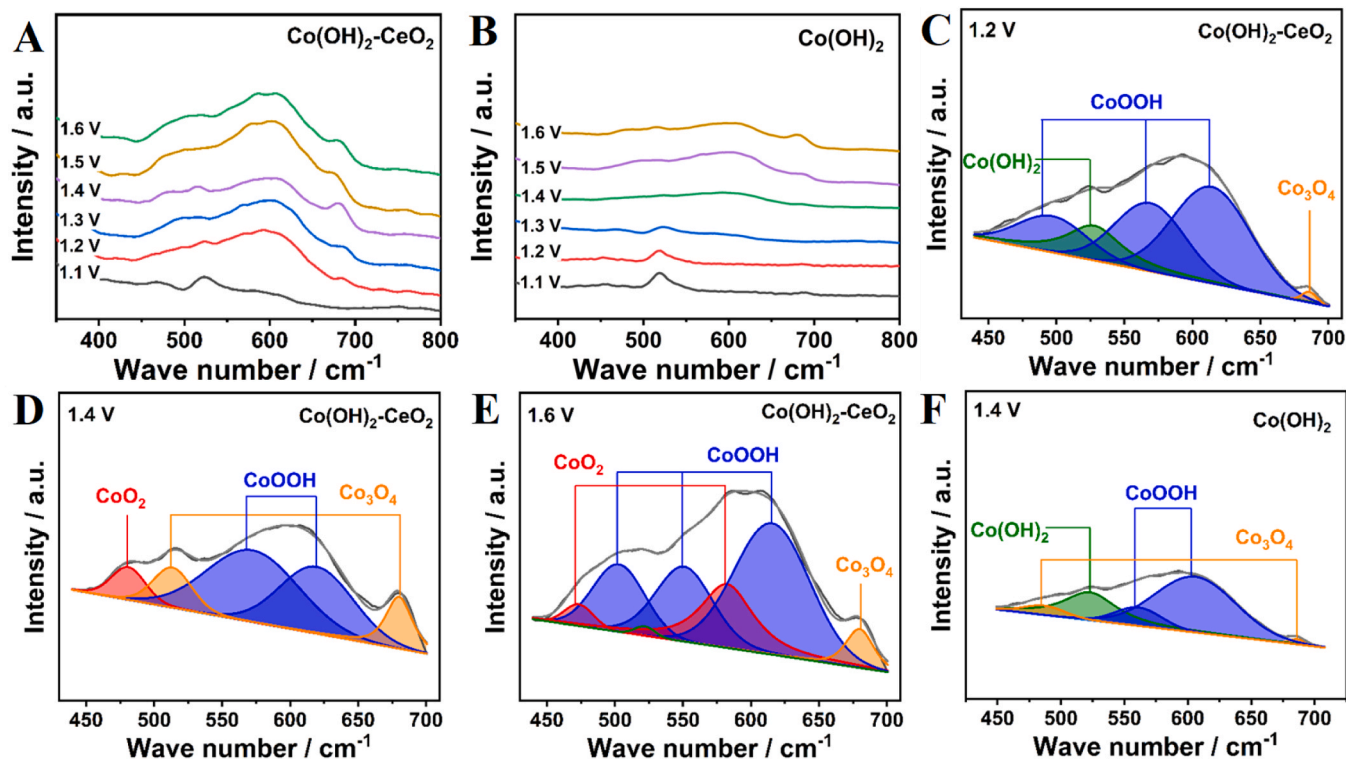 A
Co(OH)₂-CeO₂
1.6 V
1.5 V
1.4 V
1.3 V
1.2 V
1.1 V
Intensity / a.u.
400 500 600 700 800
Wave number / cm⁻¹
B
Co(OH)₂
1.6 V
1.5 V
1.4 V
1.3 V
1.2 V
1.1 V
Intensity / a.u.
400 500 600 700 800
Wave number / cm⁻¹
C
1.2 V
Co(OH)₂-CeO₂
CoOOH
Co(OH)₂
Co₃O₄
Intensity / a.u.
450 500 550 600 650 700
Wave number / cm⁻¹
D
1.4 V
Co(OH)₂-CeO₂
CoOOH
CoO₂
Co₃O₄
Intensity / a.u.
450 500 550 600 650 700
Wave number / cm⁻¹
E
1.6 V
Co(OH)₂-CeO₂
CoOOH
CoO₂
Co₃O₄
Intensity / a.u.
450 500 550 600 650 700
Wave number / cm⁻¹
F
1.4 V
Co(OH)₂
CoOOH
Co(OH)₂
Co₃O₄
Intensity / a.u.
450 500 550 600 650 700
Wave number / cm⁻¹